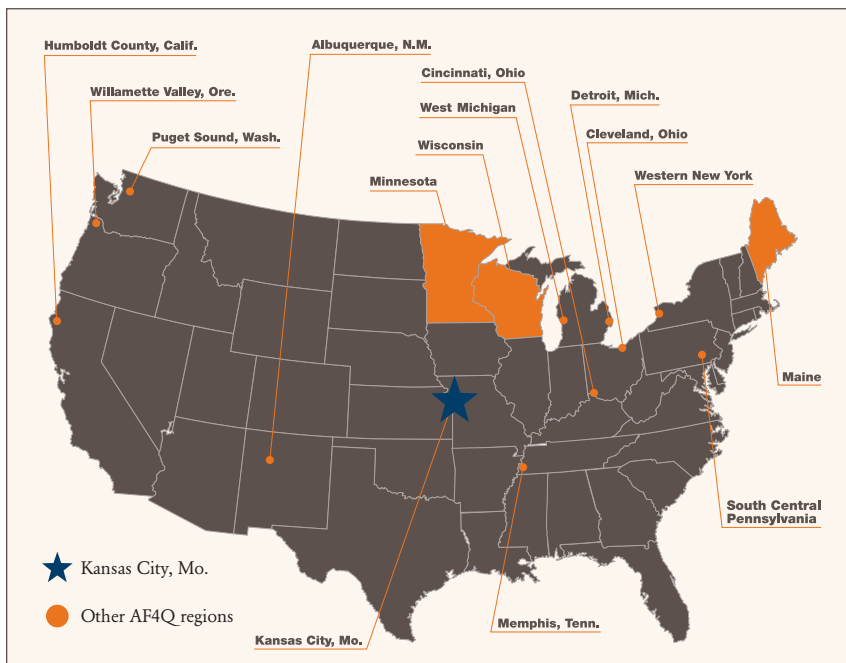 Humboldt County, Calif.
Albuquerque, N.M.
Cincinnati, Ohio
Willamette Valley, Ore.
Detroit, Mich.
West Michigan
Puget Sound, Wash.
Cleveland, Ohio
Wisconsin
Minnesota
Western New York
Maine
South Central
Pennsylvania
Kansas City, Mo.
Other AF4Q regions
Memphis, Tenn.
Kansas City, Mo.